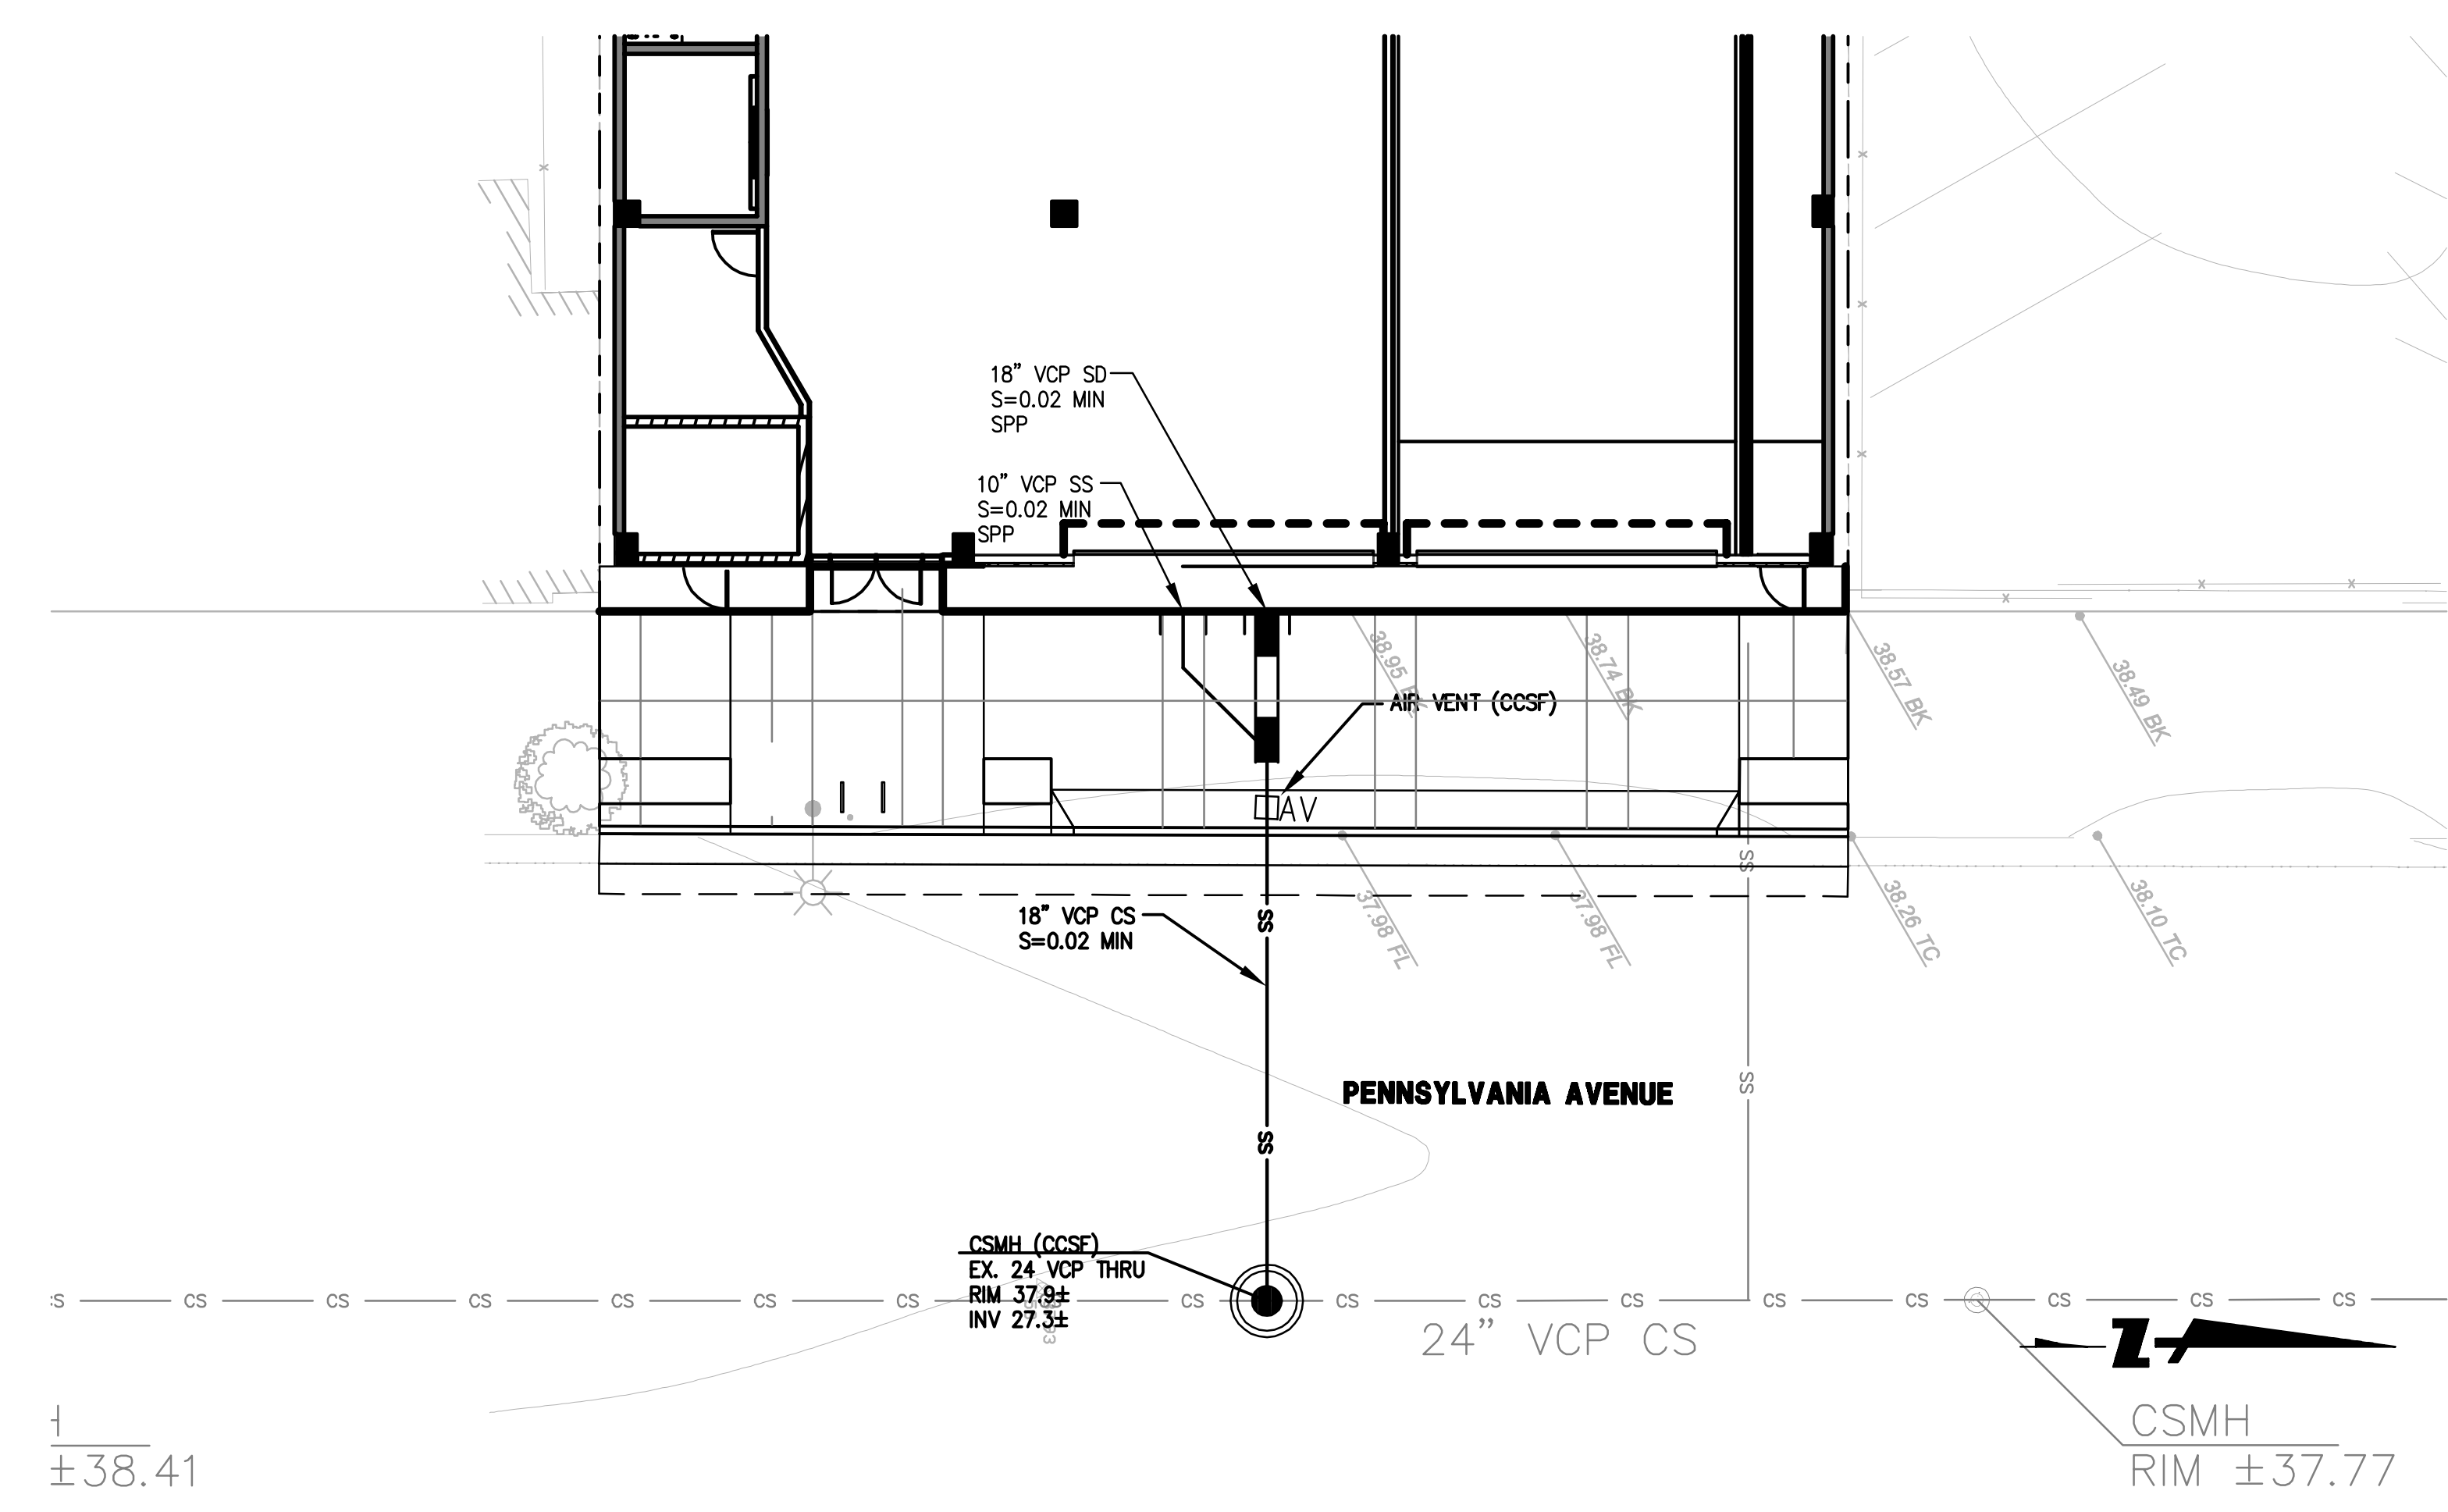 18" VCP SD
S=0.02 MIN
SPP
10" VCP SS
S=0.02 MIN
SPP
38.95 BK
38.74 BK
38.57 BK
38.49 BK
AIR VENT (CCSF)
AV
SS
37.98 FL
37.98 FL
38.26 TC
38.10 TC
18" VCP CS
S=0.02 MIN
SS
SS
PENNSYLVANIA AVENUE
SS
CSMH (CCSF)
EX. 24 VCP THRU
RIM 37.9±
INV 27.3±
CS CS CS CS CS CS CS CS CS CS CS CS CS CS CS
24" VCP CS
Z
CSMH
RIM ±37.77
±38.41